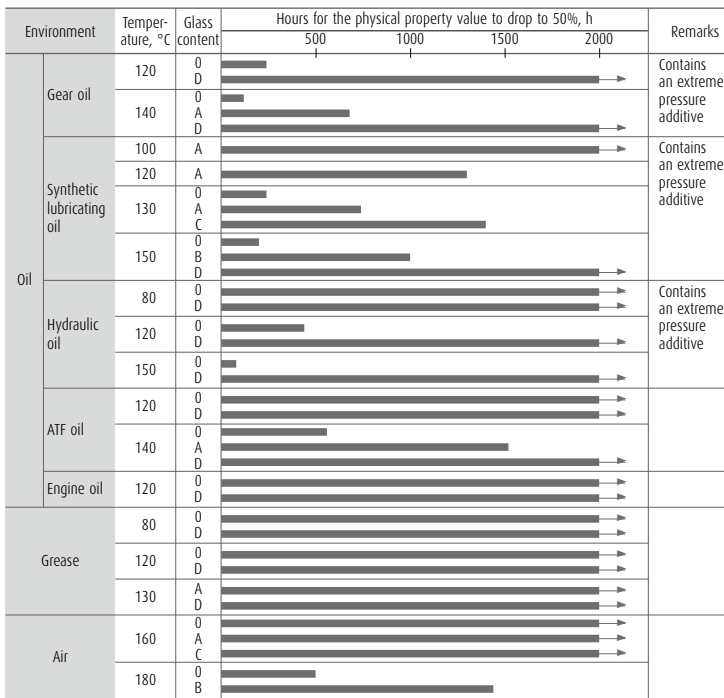 Environment
Temper-
ature, °C
Glass
content
Hours for the physical property value to drop to 50%, h
500 1000 1500 2000
Remarks
Oil
Gear oil
120
0
D
Contains
an extreme
pressure
additive
140
0
A
D
Synthetic
lubricating
oil
100
A
Contains
an extreme
pressure
additive
120
A
130
0
A
C
150
0
B
D
Hydraulic
oil
80
0
D
Contains
an extreme
pressure
additive
120
0
D
150
0
D
ATF oil
120
0
D
140
0
A
D
Engine oil
120
0
D
Grease
80
0
D
120
0
D
130
A
D
Air
160
0
A
C
180
0
B